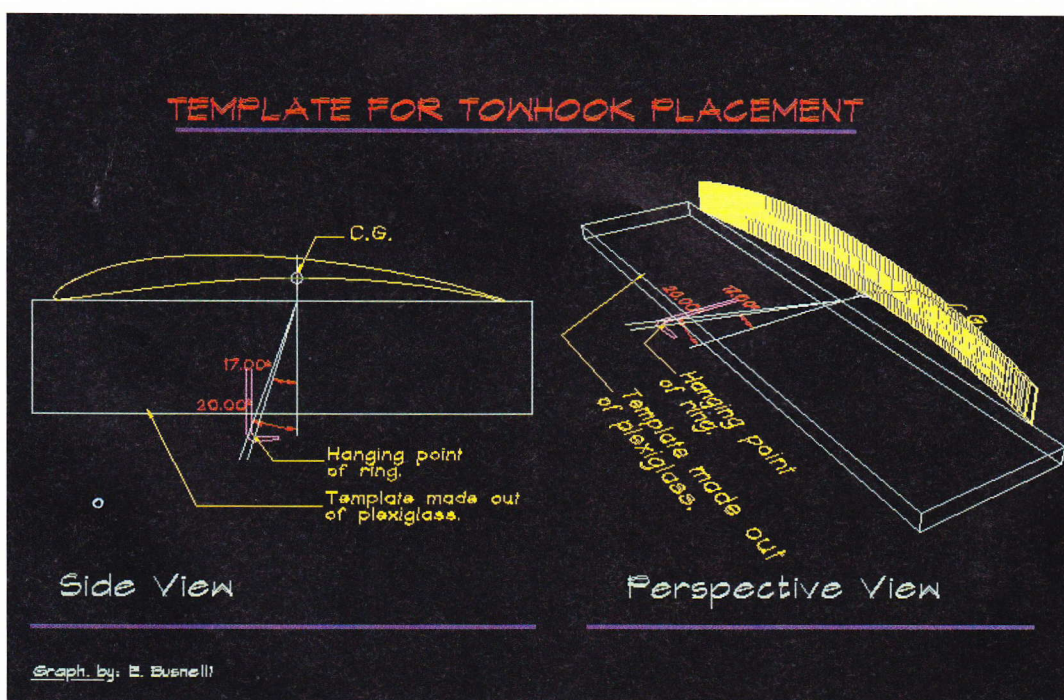 TEMPLATE FOR TOWHOOK PLACEMENT
C.G.
17.00°
20.00°
Hanging point
of ring.
Template made out
of plexiglass.
Side View
20.00°
17.00°
Hanging point
of ring.
Template made out
of plexiglass.
Perspective View
Graph. by: E. Busnelli